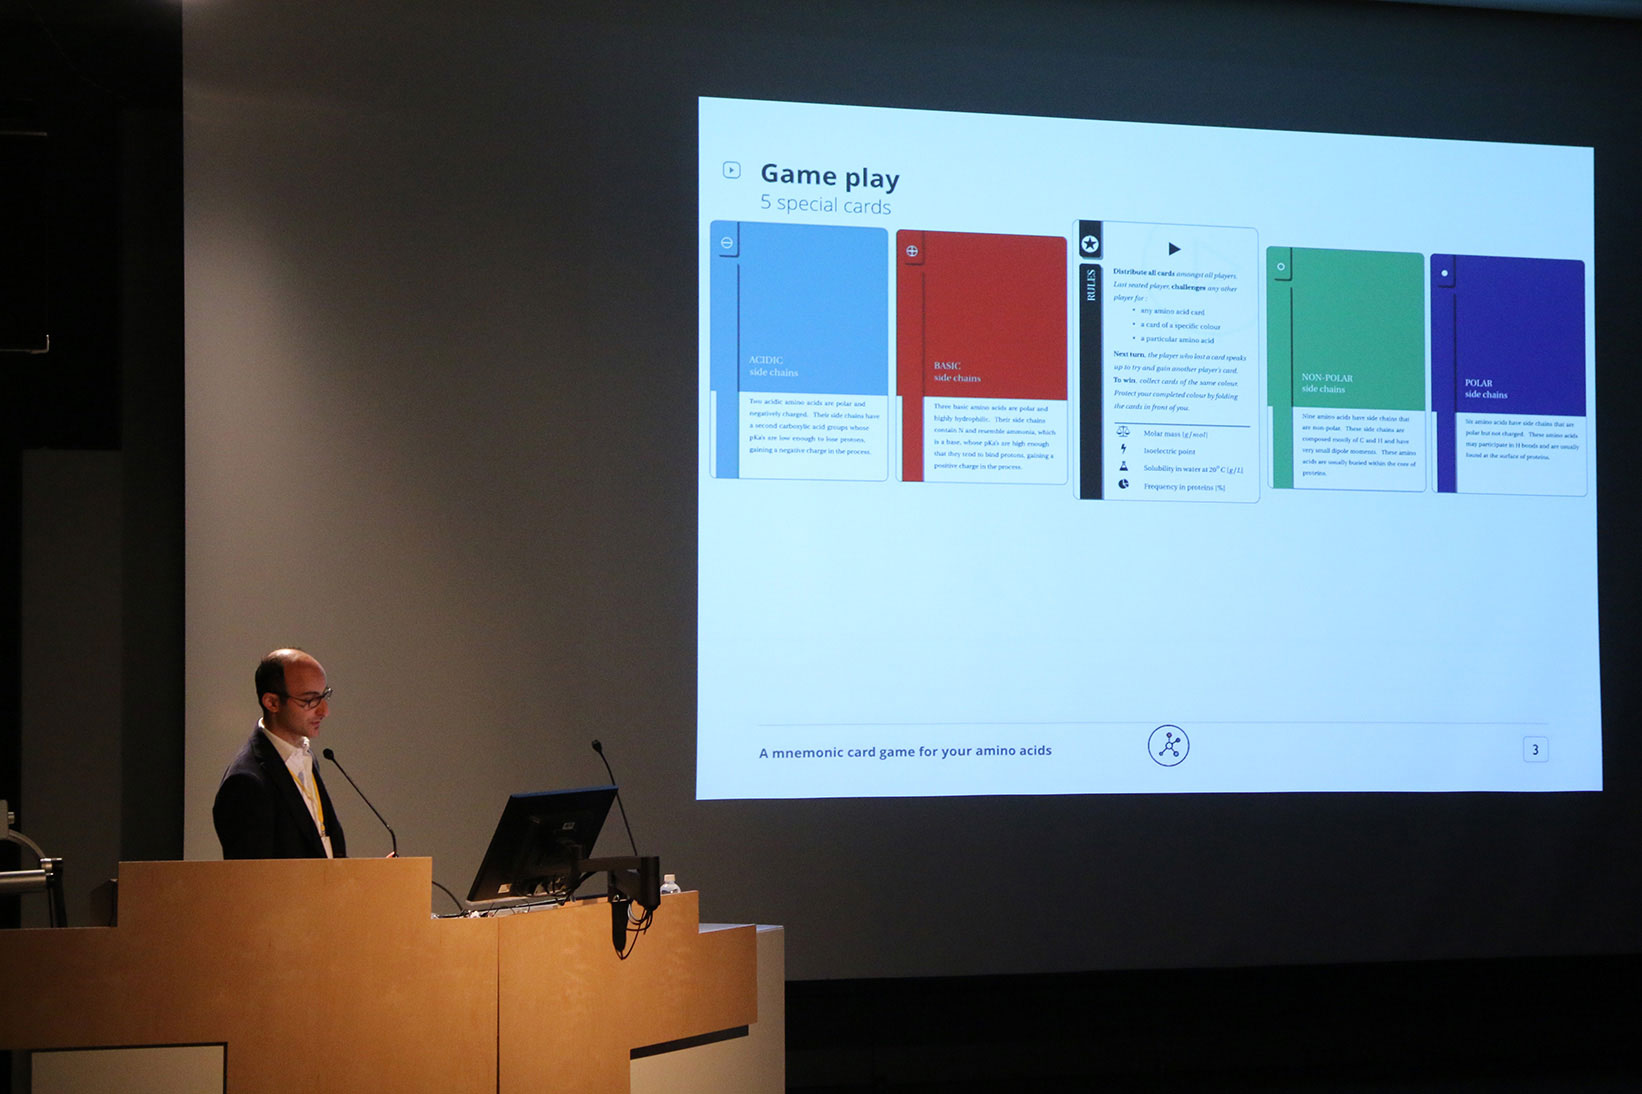 Game play
5 special cards
ACIDIC
side chains
Two acidic amino acids are polar and
negatively charged. Their side chains have
a second carboxylic acid groups whose
pKa's are low enough to lose protons,
gaining a negative charge in the process.
BASIC
side chains
Three basic amino acids are polar and
highly hydrophilic. Their side chains
contain N and resemble ammonia, which
is a base, whose pKa's are high enough
that they tend to bind protons, gaining a
positive charge in the process.
RULES
Distribute all cards amongst all players.
Last seated player, challenges any other
player for:
• any amino acid card
• a card of a specific colour
• a particular amino acid
Next turn, the player who lost a card speaks
up to try and gain another player's card.
To win, collect cards of the same colour.
Protect your completed colour by folding
the cards in front of you.
Molar mass [g/mol]
Isoelectric point
Solubility in water at 20°C [g/L]
Frequency in proteins [%]
NON-POLAR
side chains
Nine amino acids have side chains that
are non-polar. These side chains are
composed mostly of C and H and have
very small dipole moments. These amino
acids are usually buried within the core of
proteins.
POLAR
side chains
Six amino acids have side chains that are
polar but not charged. These amino acids
may participate in H bonds and are usually
found at the surface of proteins.
A mnemonic card game for your amino acids
3